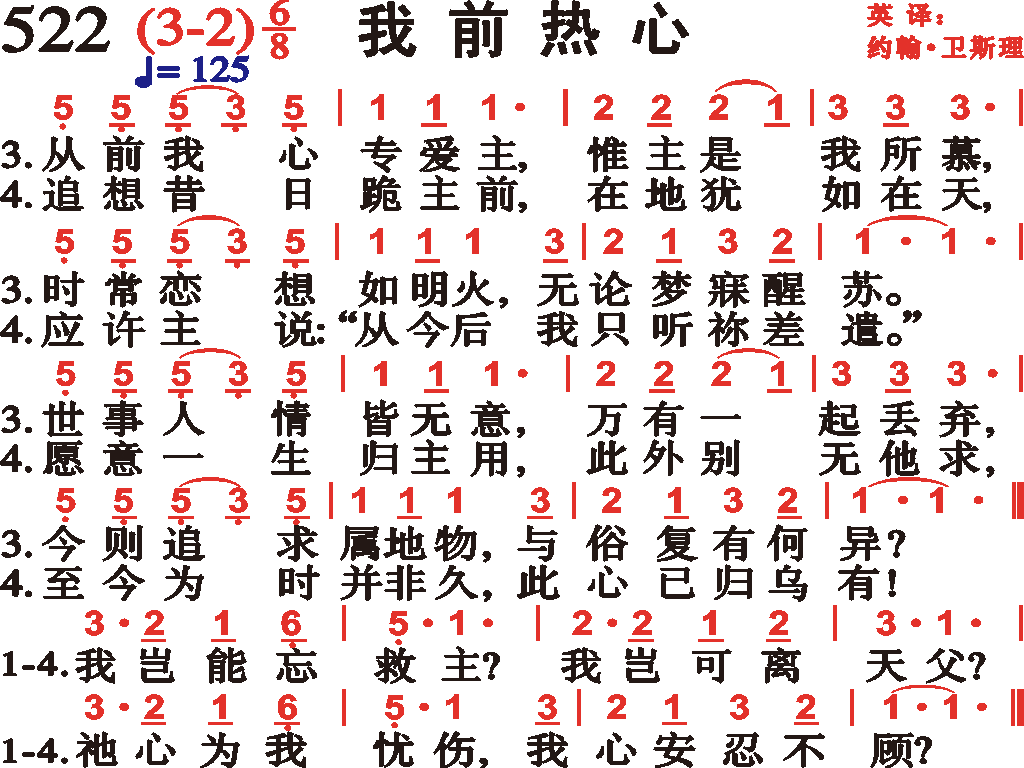 522 (3-2) 6/8 我前热心 英译：
♩= 125 约翰·卫斯理
5 5 5 3 5 | 1 1 1· | 2 2 2 1 | 3 3 3· |
3.从前我 心 专爱主, 惟主是 我所慕,
4.追想昔 日 跪主前, 在地犹 如在天,
5 5 5 3 5 | 1 1 1 3 | 2 1 3 2 | 1· 1· |
3.时常恋 想 如明火, 无论梦寐醒 苏。
4.应许主 说:“从今后 我只听祢差 遣。”
5 5 5 3 5 | 1 1 1· | 2 2 2 1 | 3 3 3· |
3.世事人 情 皆无意, 万有一 起丢弃,
4.愿意一 生 归主用, 此外别 无他求,
5 5 5 3 5 | 1 1 1 3 | 2 1 3 2 | 1· 1· ‖
3.今则追 求 属地物, 与俗复有何 异?
4.至今为 时 并非久, 此心已归乌 有!
3· 2 1 6 | 5· 1· | 2· 2 1 2 | 3· 1· |
1-4.我岂能忘 救主? 我岂可离 天父?
3· 2 1 6 | 5· 1 3 | 2 1 3 2 | 1· 1· ‖
1-4.祂心为我 忧伤, 我心安忍不 顾?